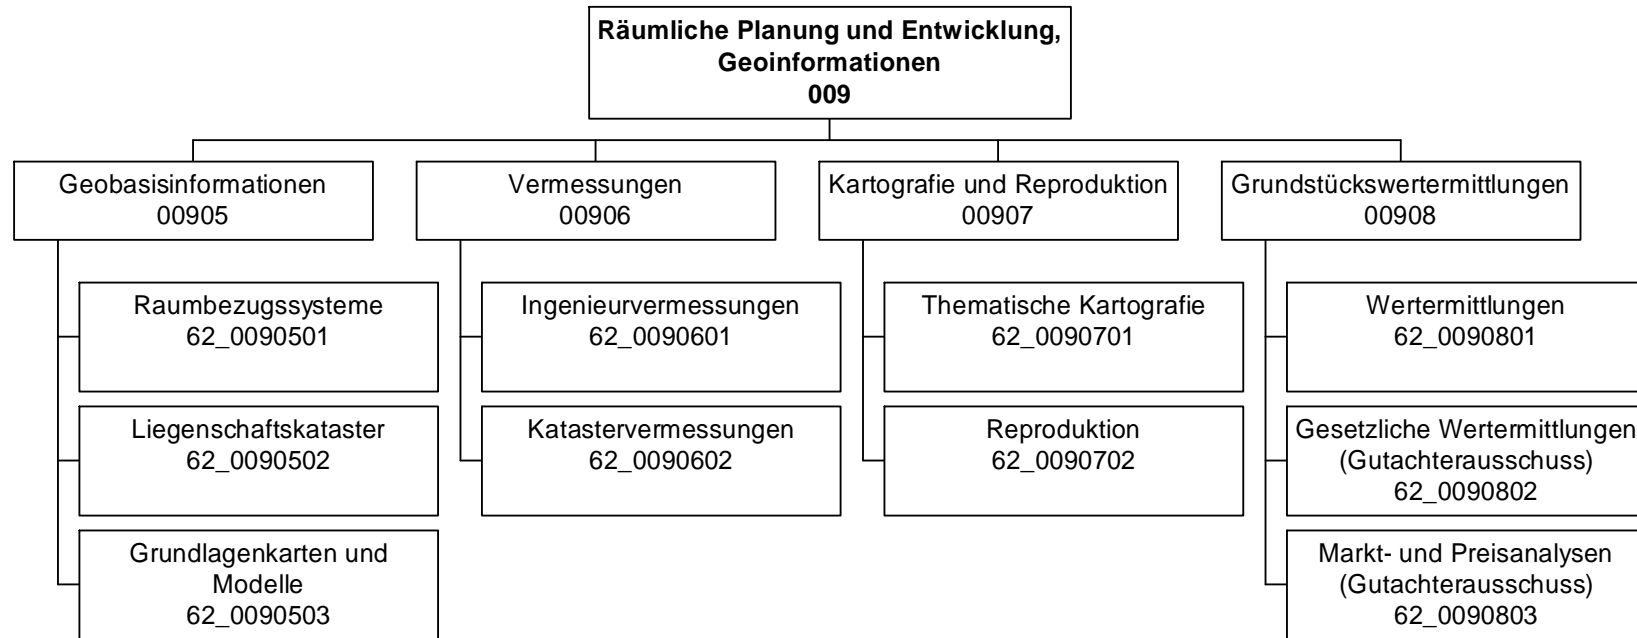 Räumliche Planung und Entwicklung,
Geoinformationen
009
Geobasisinformationen
00905
Vermessungen
00906
Kartografie und Reproduktion
00907
Grundstückswertermittlungen
00908
Raumbezugssysteme
62_0090501
Liegenschaftskataster
62_0090502
Grundlagenkarten und
Modelle
62_0090503
Ingenieurvermessungen
62_0090601
Katastervermessungen
62_0090602
Thematische Kartografie
62_0090701
Reproduktion
62_0090702
Wertermittlungen
62_0090801
Gesetzliche Wertermittlungen
(Gutachterausschuss)
62_0090802
Markt- und Preisanalysen
(Gutachterausschuss)
62_0090803